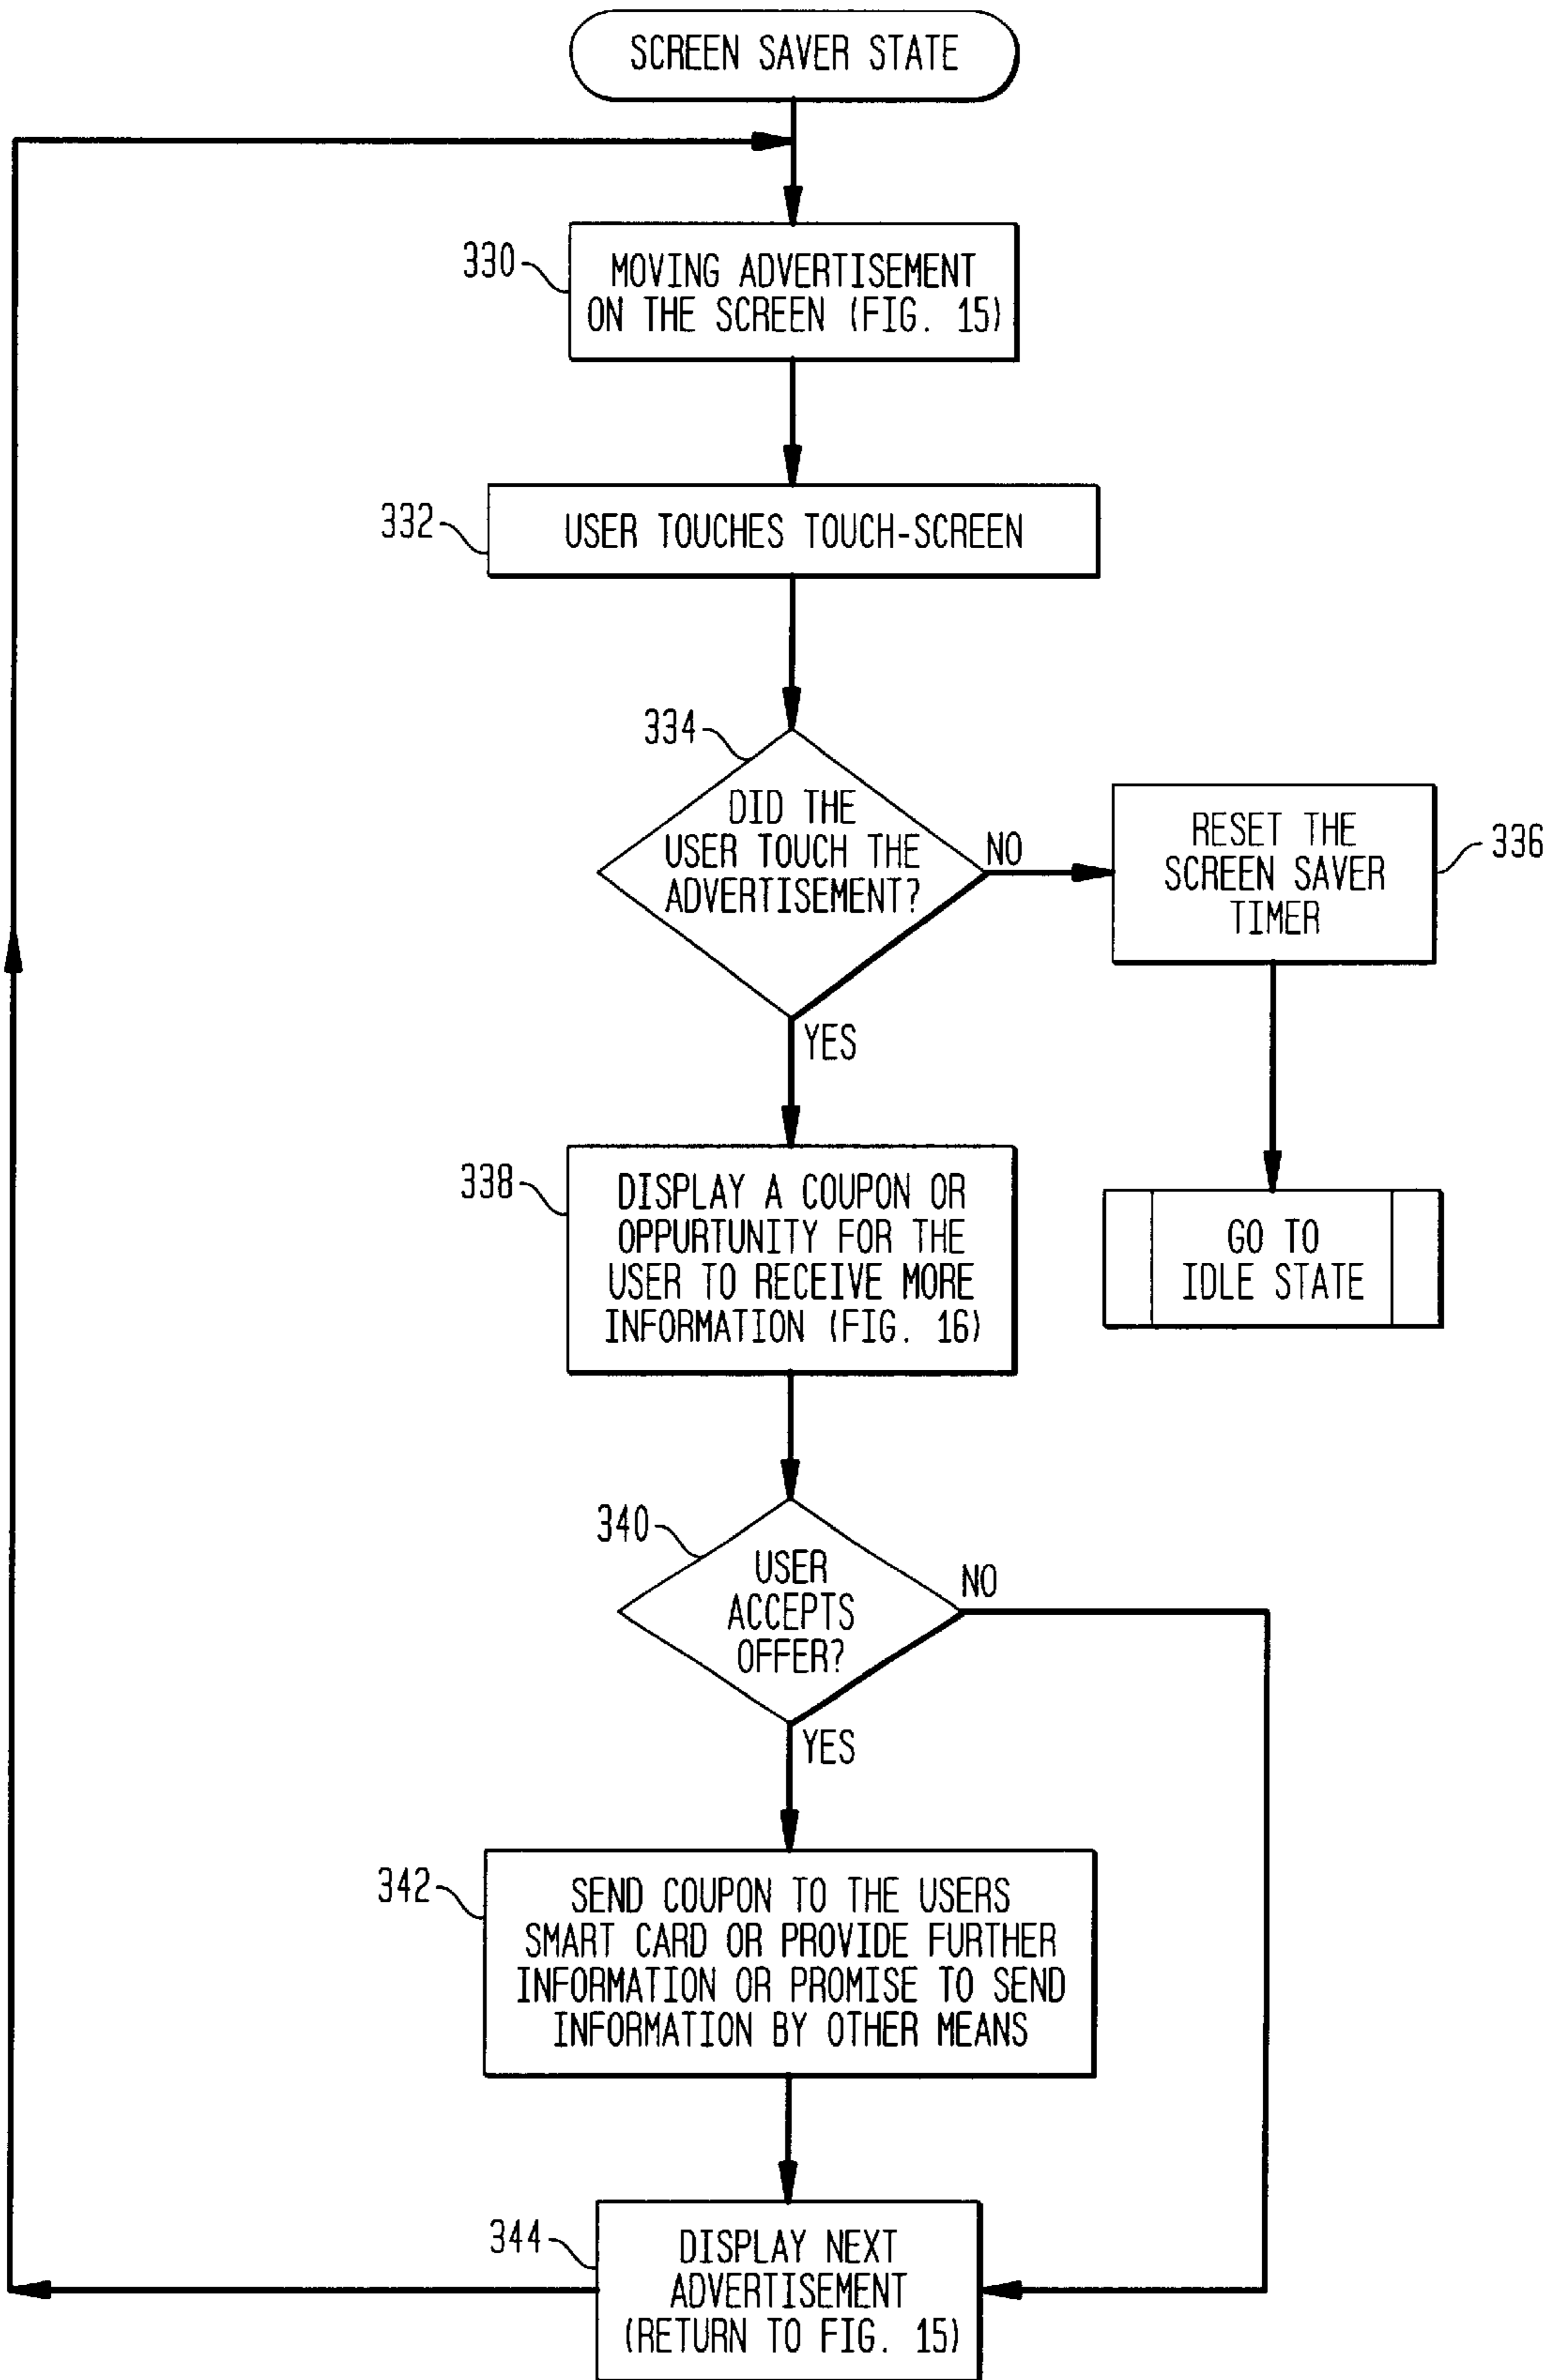 SCREEN SAVER STATE
330
MOVING ADVERTISEMENT
ON THE SCREEN (FIG. 15)
332
USER TOUCHES TOUCH-SCREEN
334
DID THE
USER TOUCH THE
ADVERTISEMENT?
NO
YES
RESET THE
SCREEN SAVER
TIMER
336
GO TO
IDLE STATE
338
DISPLAY A COUPON OR
OPPURTUNITY FOR THE
USER TO RECEIVE MORE
INFORMATION (FIG. 16)
340
USER
ACCEPTS
OFFER?
NO
YES
342
SEND COUPON TO THE USERS
SMART CARD OR PROVIDE FURTHER
INFORMATION OR PROMISE TO SEND
INFORMATION BY OTHER MEANS
344
DISPLAY NEXT
ADVERTISEMENT
(RETURN TO FIG. 15)